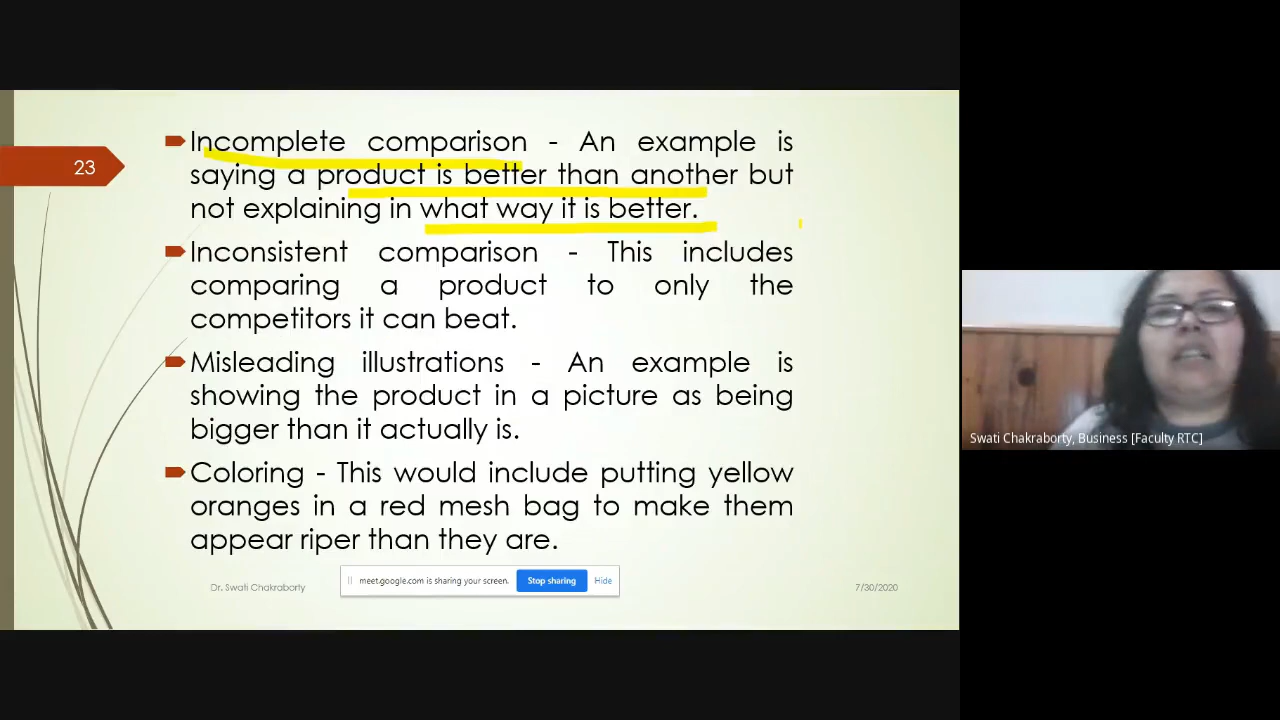 23
Incomplete comparison - An example is
saying a product is better than another but
not explaining in what way it is better.
Inconsistent comparison - This includes
comparing a product to only the
competitors it can beat.
Misleading illustrations - An example is
showing the product in a picture as being
bigger than it actually is.
Coloring - This would include putting yellow
oranges in a red mesh bag to make them
appear riper than they are.
Dr. Swati Chakraborty
meet.google.com is sharing your screen. Stop sharing Hide
7/30/2020
Swati Chakraborty, Business [Faculty RTC]